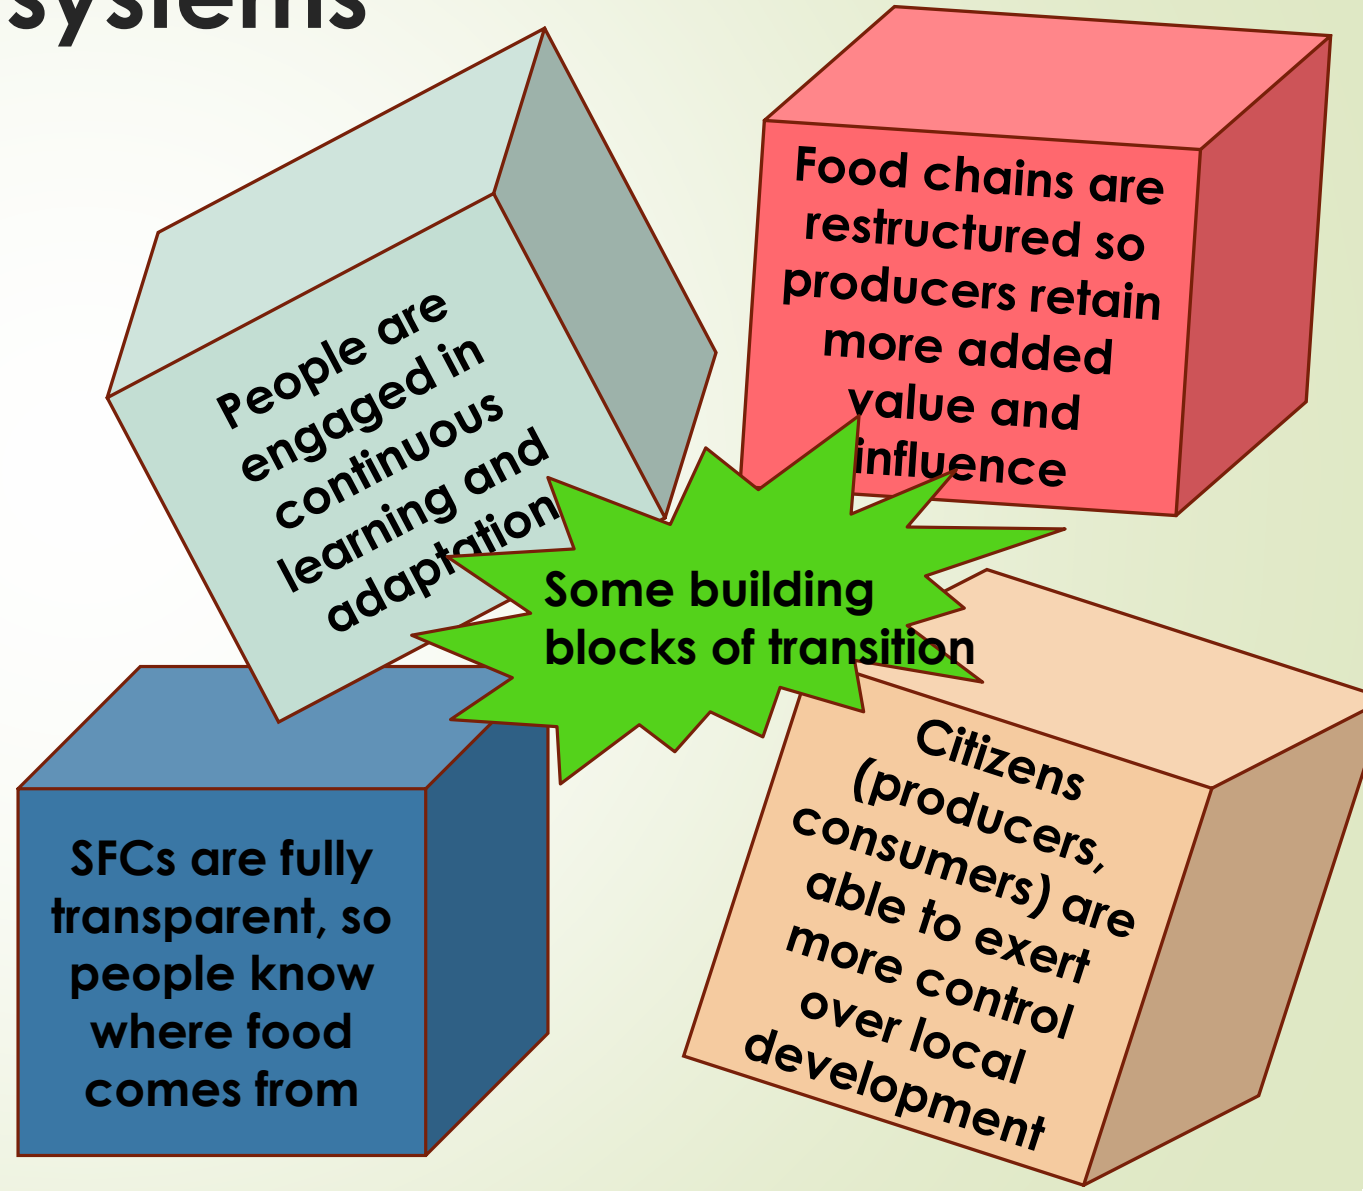 systems
People are
engaged in
continuous
learning and
adaptation
Food chains are
restructured so
producers retain
more added
value and
influence
Some building
blocks of transition
SFCs are fully
transparent, so
people know
where food
comes from
Citizens
(producers,
consumers) are
able to exert
more control
over local
development